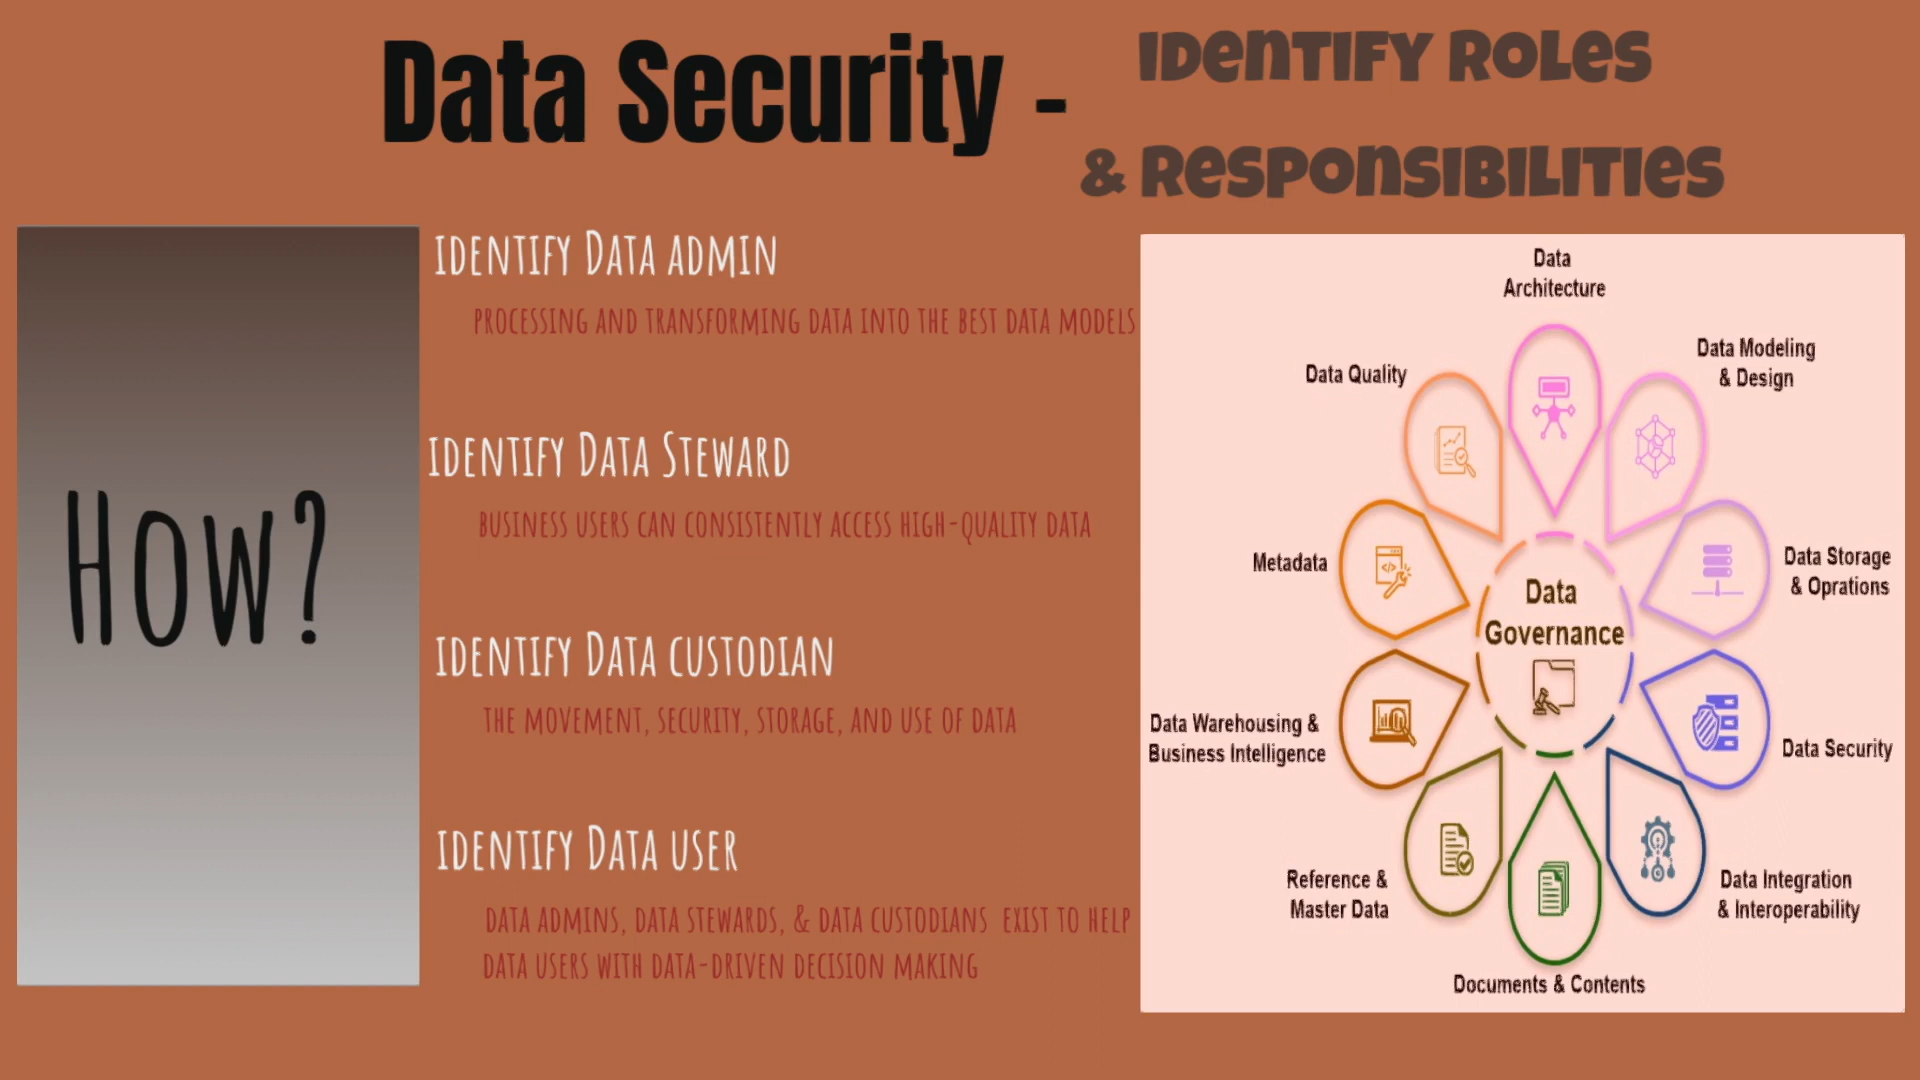 Data Security -
Identify Roles
& Responsibilities
How?
Identify Data admin
processing and transforming data into the best data models
Identify Data Steward
business users can consistently access high-quality data
Identify Data custodian
the movement, security, storage, and use of data
Identify Data user
Data admins, data stewards, & data custodians exist to help
data users with data-driven decision making
Data
Architecture
Data Modeling
& Design
Data Quality
Metadata
Data Storage
& Oprations
Data
Governance
Data Warehousing &
Business Intelligence
Data Security
Reference &
Master Data
Data Integration
& Interoperability
Documents & Contents